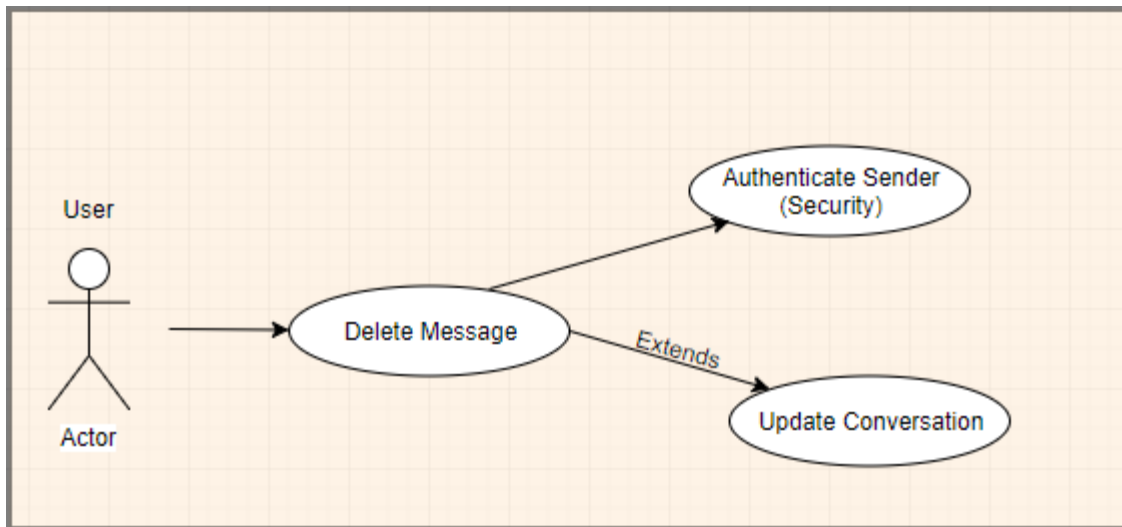 User
Actor
Delete Message
Authenticate Sender
(Security)
Extends
Update Conversation